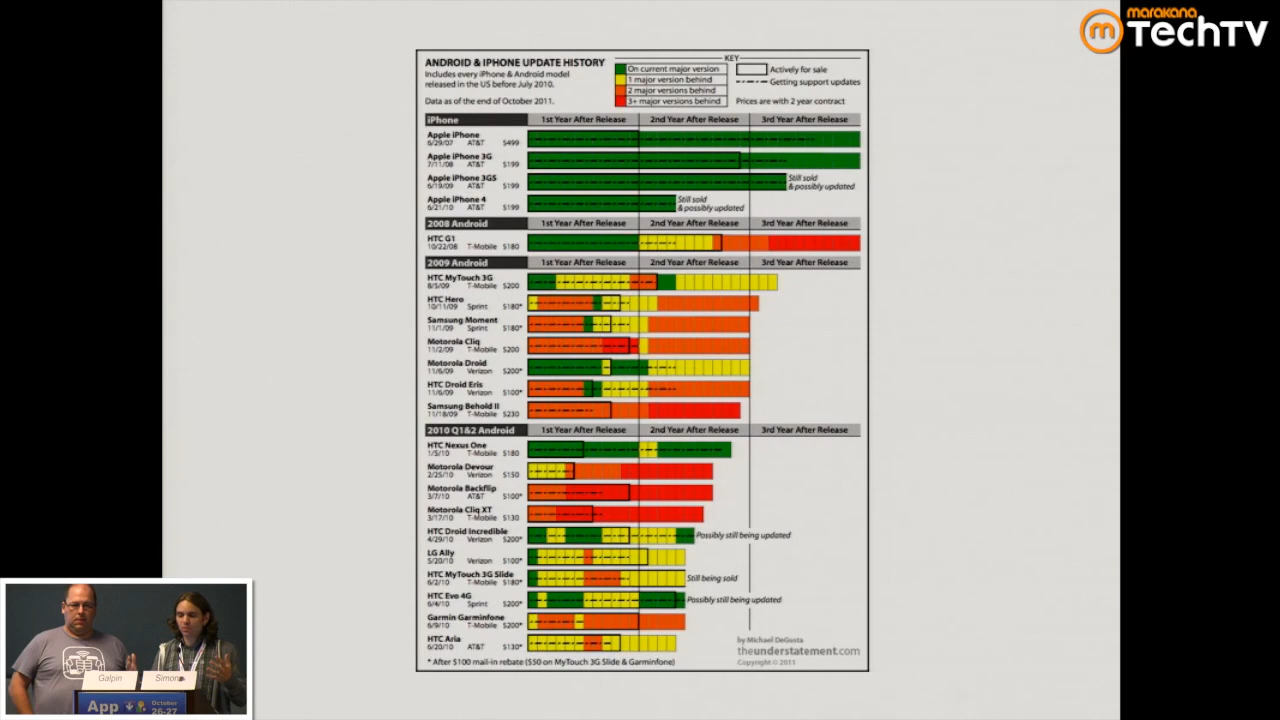 marakana
TechTV
ANDROID & IPHONE UPDATE HISTORY
Includes every iPhone & Android model
released in the US before July 2010.
Data as of the end of October 2011.
KEY
On current major version
1 major version behind
2 major versions behind
3+ major versions behind
Actively for sale
Getting support updates
Prices are with 2 year contract
iPhone 1st Year After Release 2nd Year After Release 3rd Year After Release
Apple iPhone
6/29/07 AT&T $499
Apple iPhone 3G
7/11/08 AT&T $199
Apple iPhone 3GS
6/19/09 AT&T $199
Still sold
& possibly updated
Apple iPhone 4
6/21/10 AT&T $199
Still sold
& possibly updated
2008 Android 1st Year After Release 2nd Year After Release 3rd Year After Release
HTC G1
10/22/08 T-Mobile $180
2009 Android 1st Year After Release 2nd Year After Release 3rd Year After Release
HTC MyTouch 3G
8/5/09 T-Mobile $200
HTC Hero
10/11/09 Sprint $180*
Samsung Moment
11/1/09 Sprint $180*
Motorola Cliq
11/2/09 T-Mobile $200
Motorola Droid
11/6/09 Verizon $200*
HTC Droid Eris
11/6/09 Verizon $100*
Samsung Behold II
11/18/09 T-Mobile $230
2010 Q1&2 Android 1st Year After Release 2nd Year After Release 3rd Year After Release
HTC Nexus One
1/5/10 T-Mobile $180
Motorola Devour
2/25/10 Verizon $150
Motorola Backflip
3/7/10 AT&T $100*
Motorola Cliq XT
3/17/10 T-Mobile $130
HTC Droid Incredible
4/29/10 Verizon $200*
Possibly still being updated
LG Ally
5/20/10 Verizon $100*
HTC MyTouch 3G Slide
6/2/10 T-Mobile $180*
Still being sold
HTC Evo 4G
6/4/10 Sprint $200*
Possibly still being updated
Garmin Garminfone
6/9/10 T-Mobile $200*
HTC Aria
6/20/10 AT&T $130*
* After $100 mail-in rebate ($50 on MyTouch 3G Slide & Garminfone)
by Michael DeGusta
theunderstatement.com
Copyright © 2011
Galpin
Simon
App
October
26-27